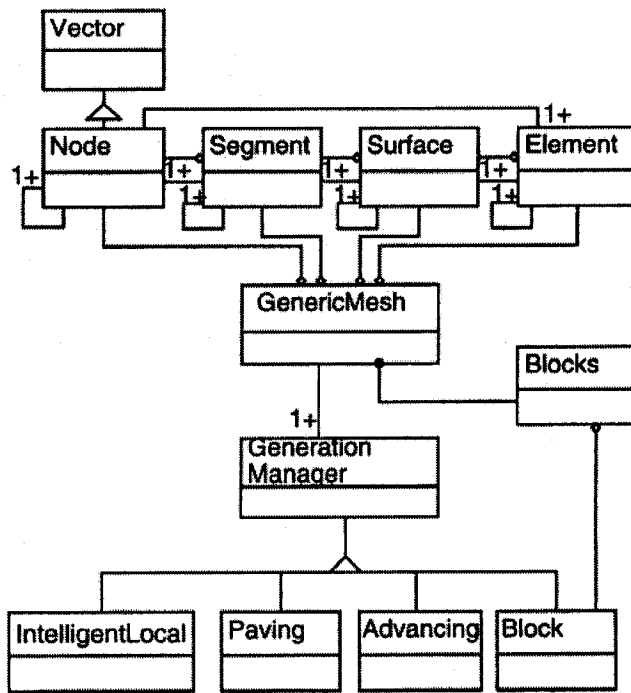 Vector
1+
Node
Segment
Surface
Element
1+
1+
1+
1+
1+
1+
1+
GenericMesh
Blocks
1+
Generation
Manager
IntelligentLocal
Paving
Advancing
Block